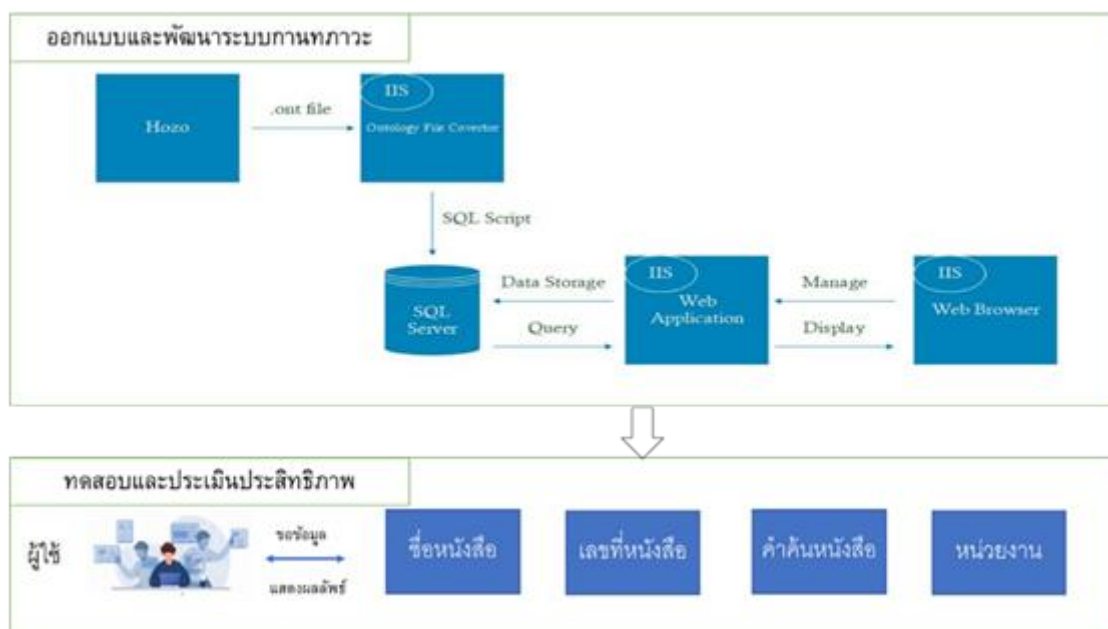 ออกแบบและพัฒนาระบบกานทภาวะ
Hozo
.ont file
IIS
Ontology File Covertor
SQL Script
SQL
Server
Data Storage
Query
IIS
Web
Application
Manage
Display
IIS
Web Browser
ทดสอบและประเมินประสิทธิภาพ
ผู้ใช้
ขอข้อมูล
แสดงผลลัพธ์
ชื่อหนังสือ
เลขที่หนังสือ
คำค้นหนังสือ
หน่วยงาน